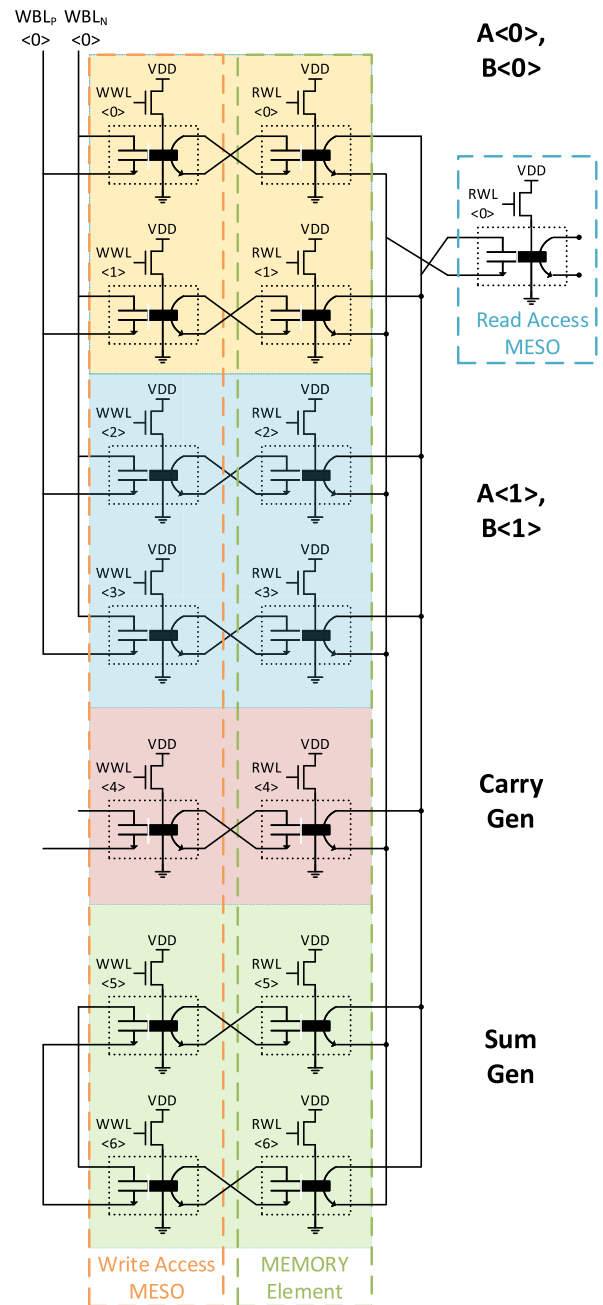 WBLP WBLN
<0> <0>
A<0>,
B<0>
VDD VDD
WWL RWL
<0> <0>
VDD
RWL
<0>
VDD VDD
WWL RWL
<1> <1>
Read Access
MESO
VDD VDD
WWL RWL
<2> <2>
A<1>,
B<1>
VDD VDD
WWL RWL
<3> <3>
VDD VDD
WWL RWL
<4> <4>
Carry
Gen
VDD VDD
WWL RWL
<5> <5>
Sum
Gen
VDD VDD
WWL RWL
<6> <6>
Write Access MEMORY
MESO Element